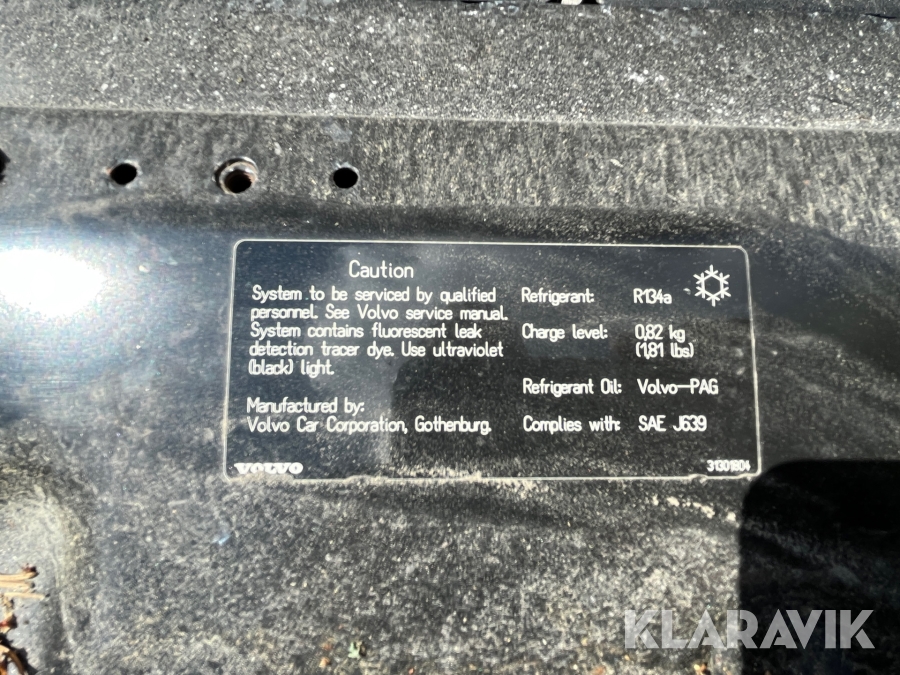 Caution
System to be serviced by qualified
personnel. See Volvo service manual.
System contains fluorescent leak
detection tracer dye. Use ultraviolet
(black) light.
Manufactured by:
Volvo Car Corporation, Gothenburg.
VOLVO
Refrigerant: R134a
Charge level: 0,82 kg
(1,81 lbs)
Refrigerant Oil: Volvo-PAG
Complies with: SAE J639
31301804
KLARAVIK